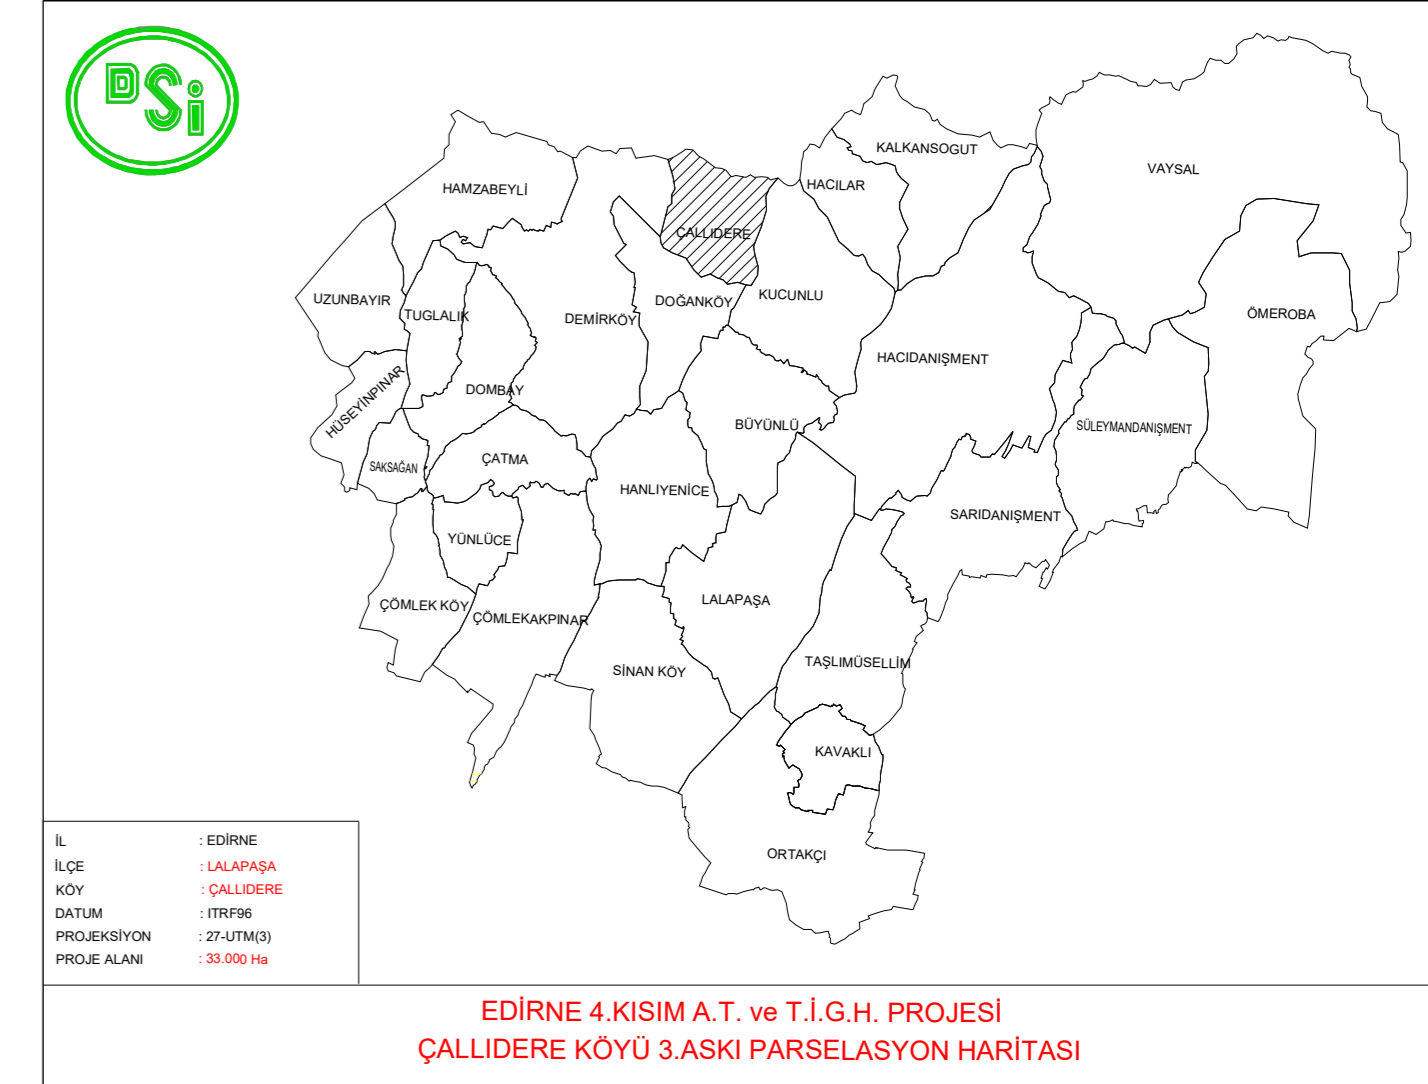 DSi
KALKANSOGUT
VAYSAL
HACILAR
HAMZABEYLİ
ÇALLIDERE
UZUNBAYIR
TUGLALIK
DEMİRKÖY
DOĞANKÖY
KUCUNLU
ÖMEROBA
HACIDANIŞMENT
HÜSEYİNPINAR
DOMBAY
BÜYÜNLÜ
SÜLEYMANDANIŞMENT
SAKSAĞAN
ÇATMA
HANLIYENİCE
SARIDANIŞMENT
YÜNLÜCE
ÇÖMLEK KÖY
ÇÖMLEKAKPINAR
LALAPAŞA
SİNAN KÖY
TAŞLIMÜSELLİM
KAVAKLI
ORTAKÇI
İL : EDİRNE
İLÇE : LALAPAŞA
KÖY : ÇALLIDERE
DATUM : ITRF96
PROJEKSİYON : 27-UTM(3)
PROJE ALANI : 33.000 Ha
EDİRNE 4.KISIM A.T. ve T.İ.G.H. PROJESİ
ÇALLIDERE KÖYÜ 3.ASKI PARSELASYON HARİTASI